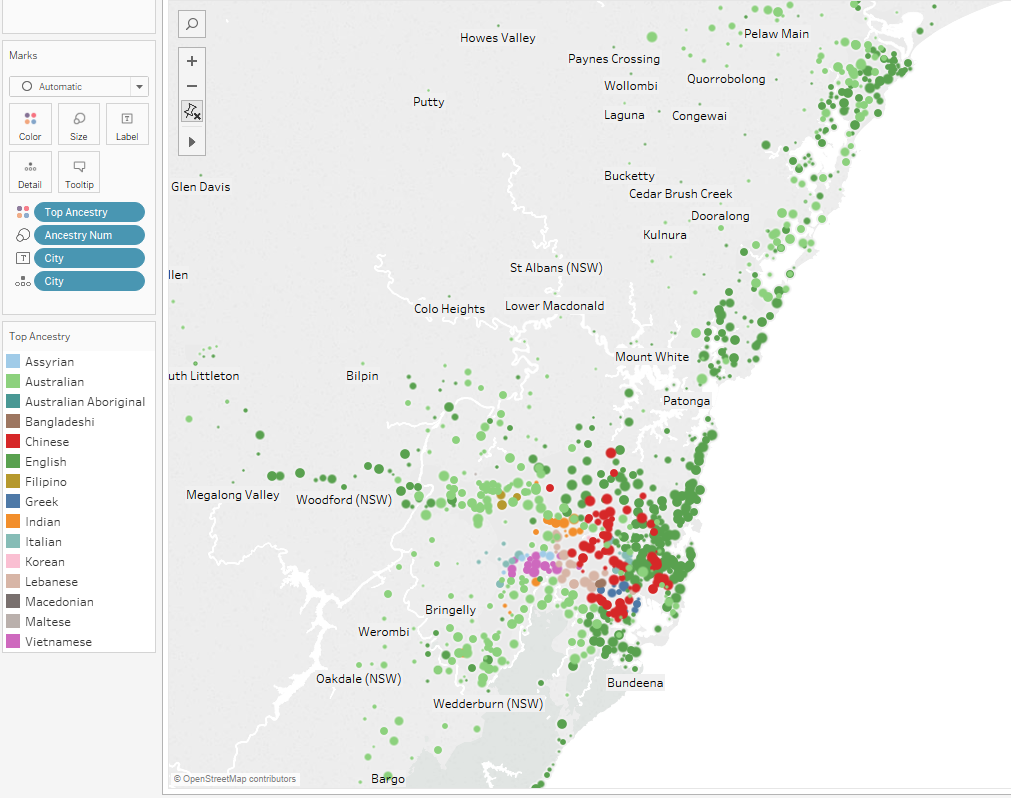 Marks
Automatic
Color
Size
Label
Detail
Tooltip
Top Ancestry
Ancestry Num
City
City
Top Ancestry
Assyrian
Australian
Australian Aboriginal
Bangladeshi
Chinese
English
Filipino
Greek
Indian
Italian
Korean
Lebanese
Macedonian
Maltese
Vietnamese
Howes Valley
Pelaw Main
Paynes Crossing
Quorrobolong
Wollombi
Putty
Laguna
Congewai
Bucketty
Glen Davis
Cedar Brush Creek
Dooralong
Kulnura
St Albans (NSW)
llen
Lower Macdonald
Colo Heights
Mount White
uth Littleton
Bilpin
Patonga
Megalong Valley
Woodford (NSW)
Bringelly
Werombi
Oakdale (NSW)
Bundeena
Wedderburn (NSW)
Bargo
© OpenStreetMap contributors